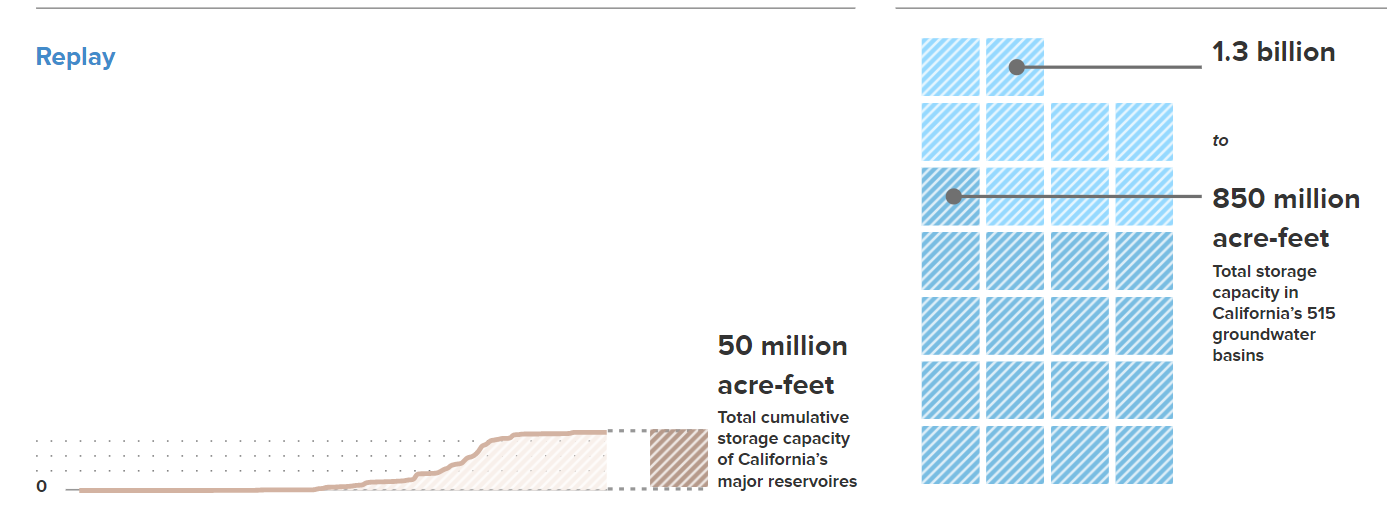 Replay
0
50 million
acre-feet
Total cumulative
storage capacity
of California’s
major reservoires
1.3 billion
to
850 million
acre-feet
Total storage
capacity in
California’s 515
groundwater
basins